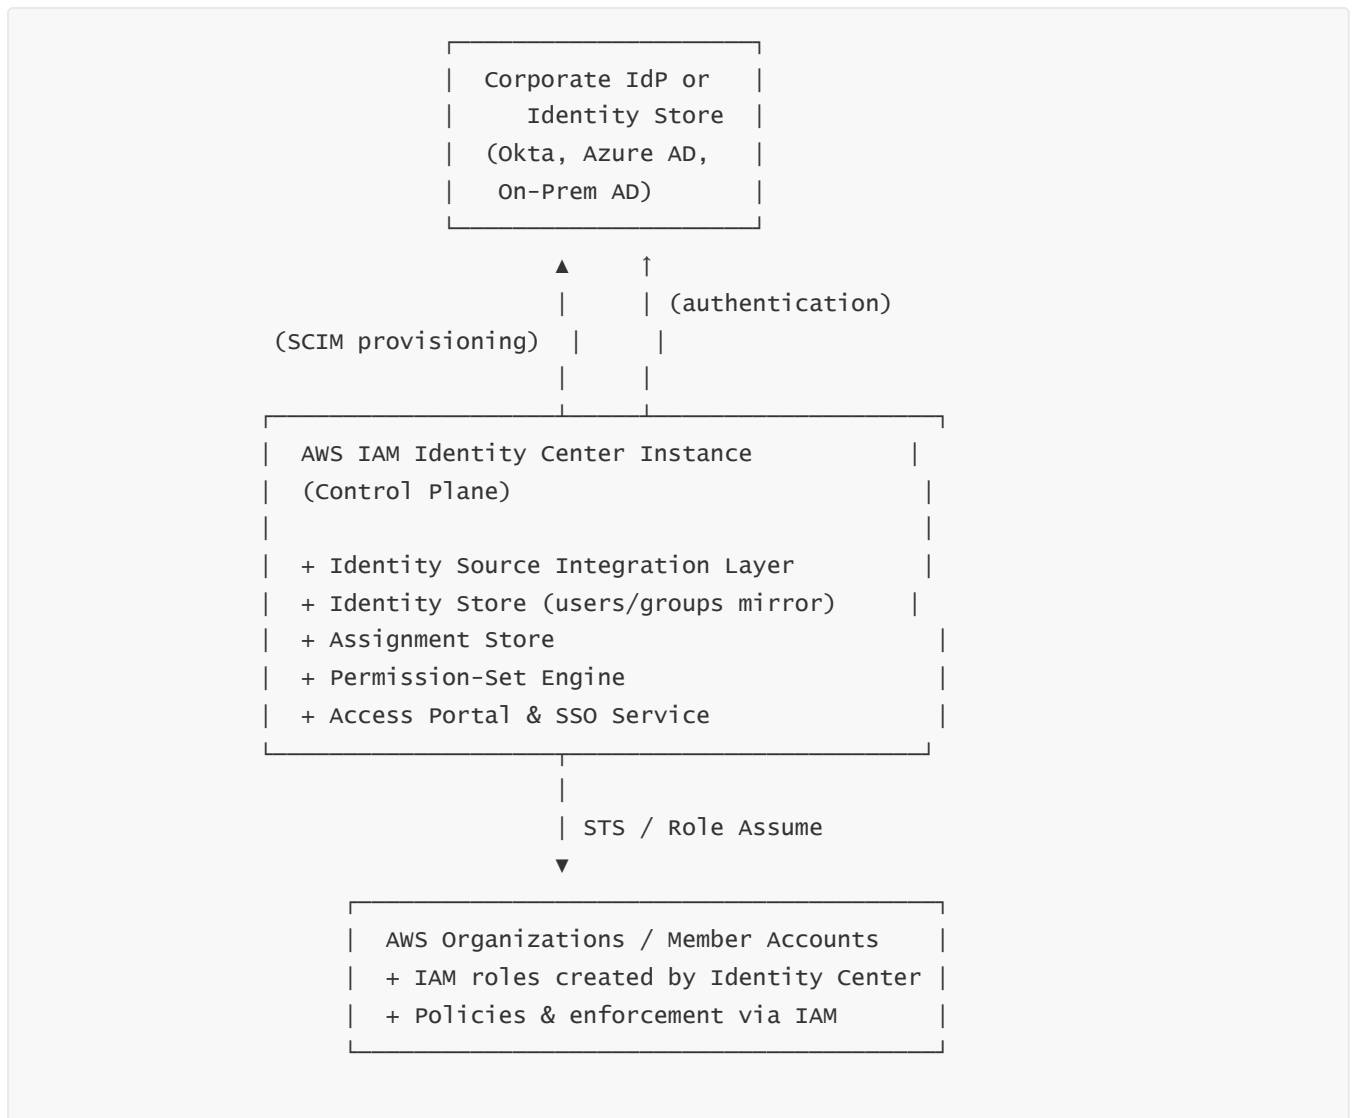 Corporate IdP or
Identity Store
(Okta, Azure AD,
On-Prem AD)
(authentication)
(SCIM provisioning)
AWS IAM Identity Center Instance
(Control Plane)
+ Identity Source Integration Layer
+ Identity Store (users/groups mirror)
+ Assignment Store
+ Permission-Set Engine
+ Access Portal & SSO Service
STS / Role Assume
AWS Organizations / Member Accounts
+ IAM roles created by Identity Center
+ Policies & enforcement via IAM